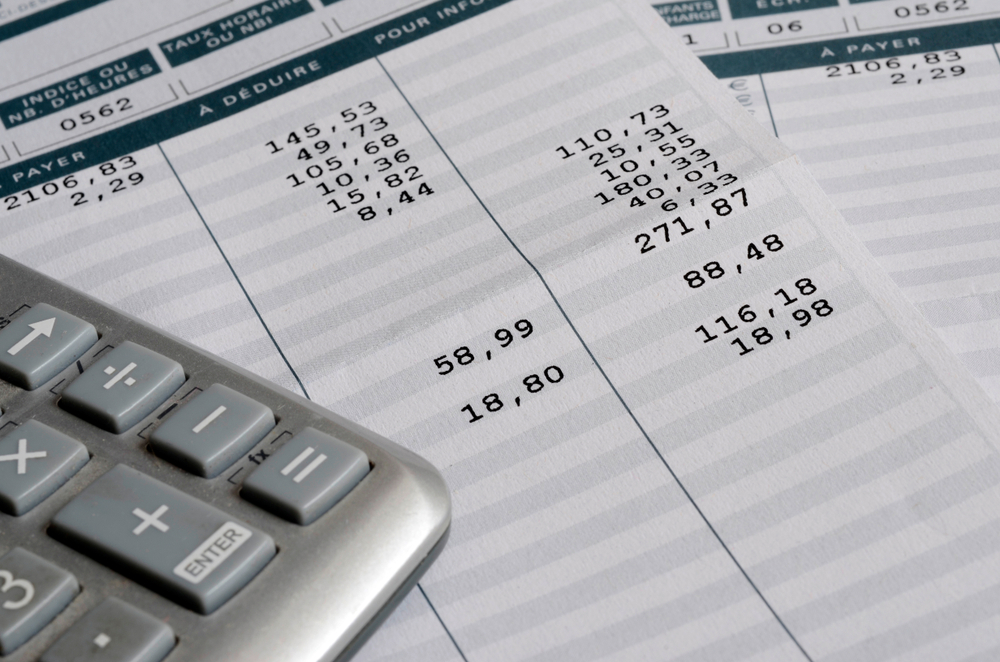 INDICE OU
NB. D'HEURES
TAUX HORAIRE
OU NBI
0562
PAYER
À DÉDUIRE
POUR INFO
2106,83
2,29
145,53
49,73
105,68
10,36
15,82
8,44
58,99
18,80
110,73
25,31
10,55
180,33
40,07
6,33
271,87
88,48
116,18
18,98
NFANTS
CHARGE
ECH.
1
06
0562
À PAYER
2106,83
2,29
÷
-
fx
=
×
+
ENTER
3
.